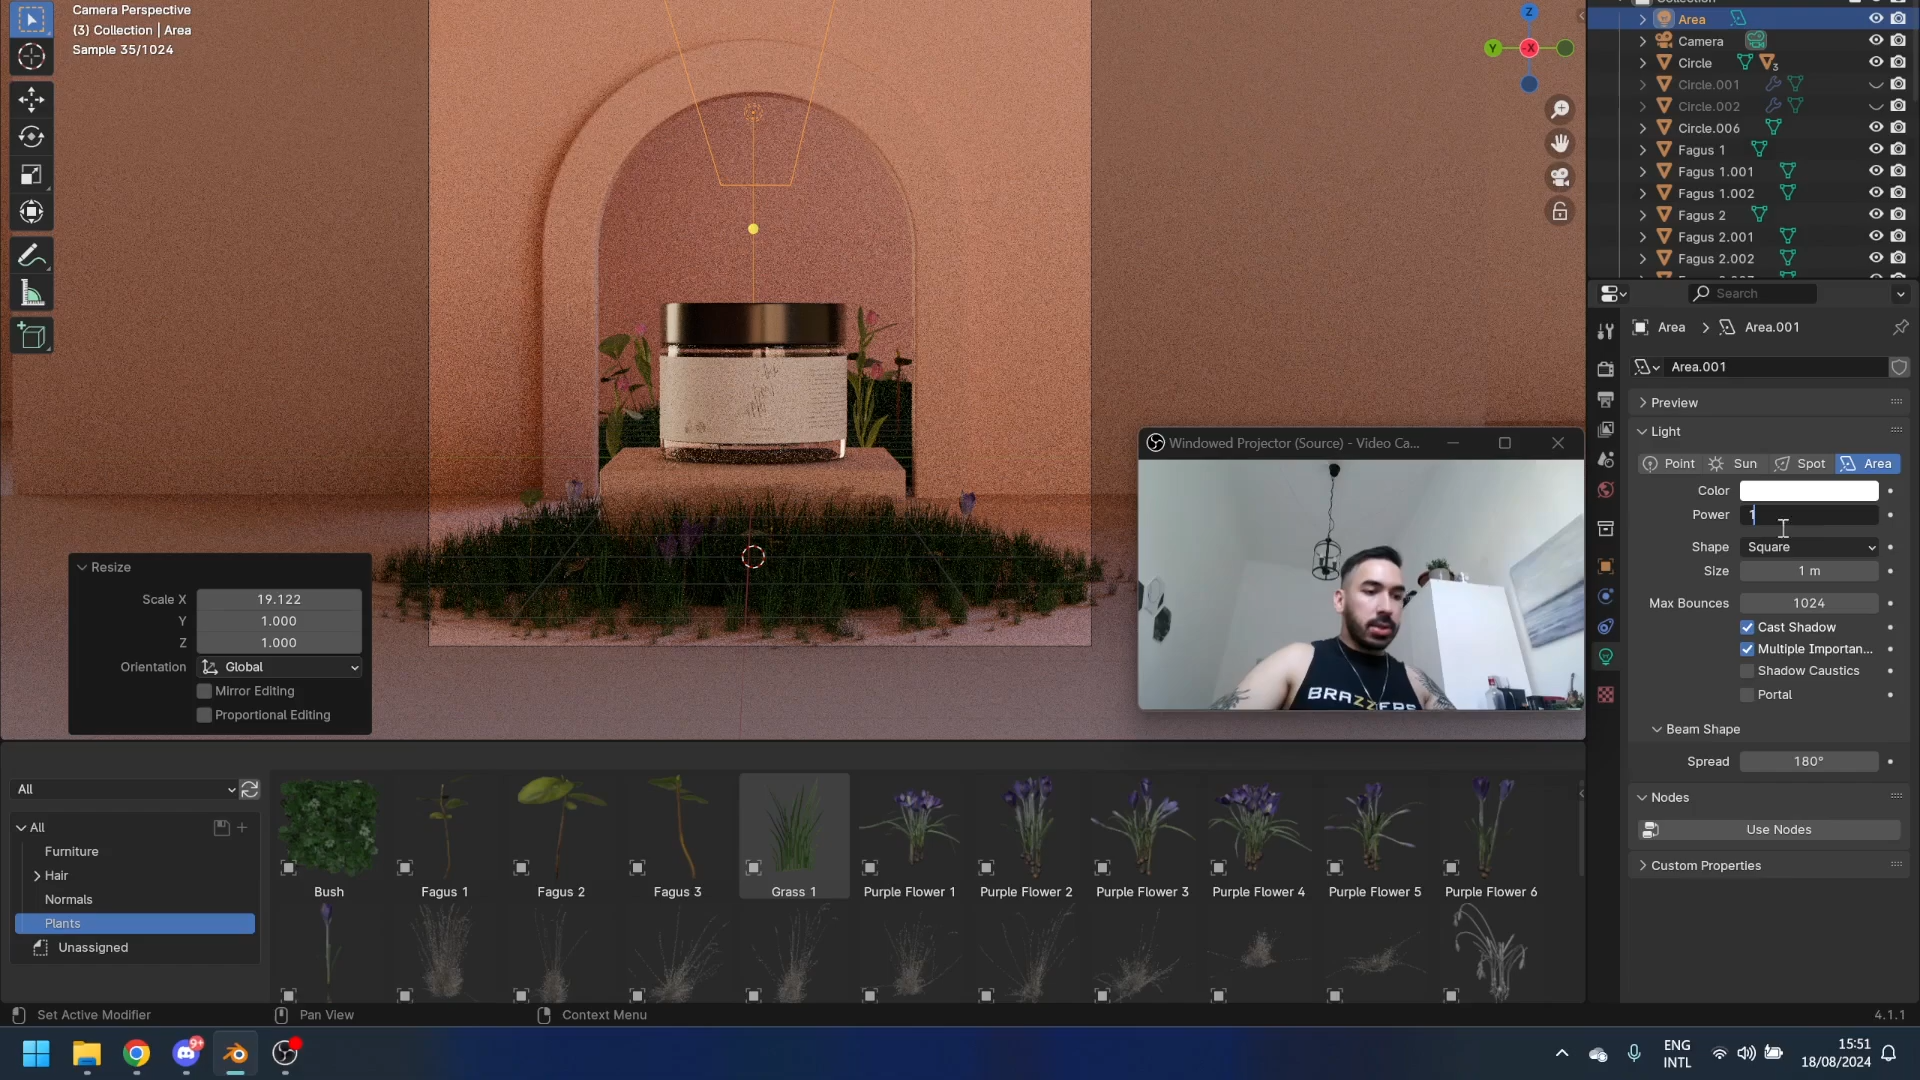 Camera Perspective
(3) Collection | Area
Sample 35/1024
Z
Y
-X
Collection
Area
Camera
Circle
3
Circle.001
Circle.002
Circle.006
Fagus 1
Fagus 1.001
Fagus 1.002
Fagus 2
Fagus 2.001
Fagus 2.002
Search
Area > Area.001
Area.001
Preview
Light
Point Sun Spot Area
Color
Power 1
Shape Square
Size 1 m
Max Bounces 1024
Cast Shadow
Multiple Importan...
Shadow Caustics
Portal
Beam Shape
Spread 180°
Nodes
Use Nodes
Custom Properties
Windowed Projector (Source) - Video Ca...
BRAZZERS
Resize
Scale X 19.122
Y 1.000
Z 1.000
Orientation Global
Mirror Editing
Proportional Editing
All
All
Furniture
Hair
Normals
Plants
Unassigned
Bush
Fagus 1
Fagus 2
Fagus 3
Grass 1
Purple Flower 1
Purple Flower 2
Purple Flower 3
Purple Flower 4
Purple Flower 5
Purple Flower 6
Set Active Modifier
Pan View
Context Menu
4.1.1
9+
ENG
INTL
15:51
18/08/2024